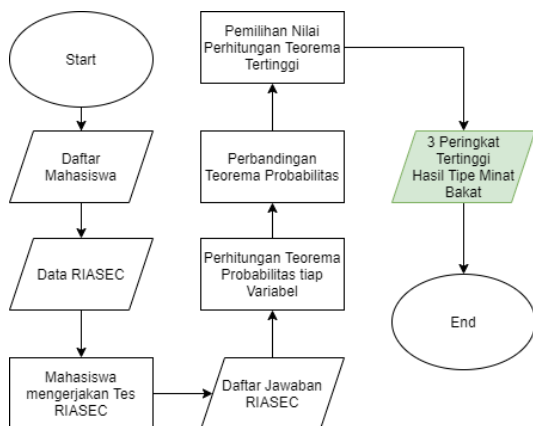 Start
Daftar
Mahasiswa
Data RIASEC
Mahasiswa
mengerjakan Tes
RIASEC
Daftar Jawaban
RIASEC
Perhitungan Teorema
Probabilitas tiap
Variabel
Perbandingan
Teorema Probabilitas
Pemilihan Nilai
Perhitungan Teorema
Tertinggi
3 Peringkat
Tertinggi
Hasil Tipe Minat
Bakat
End